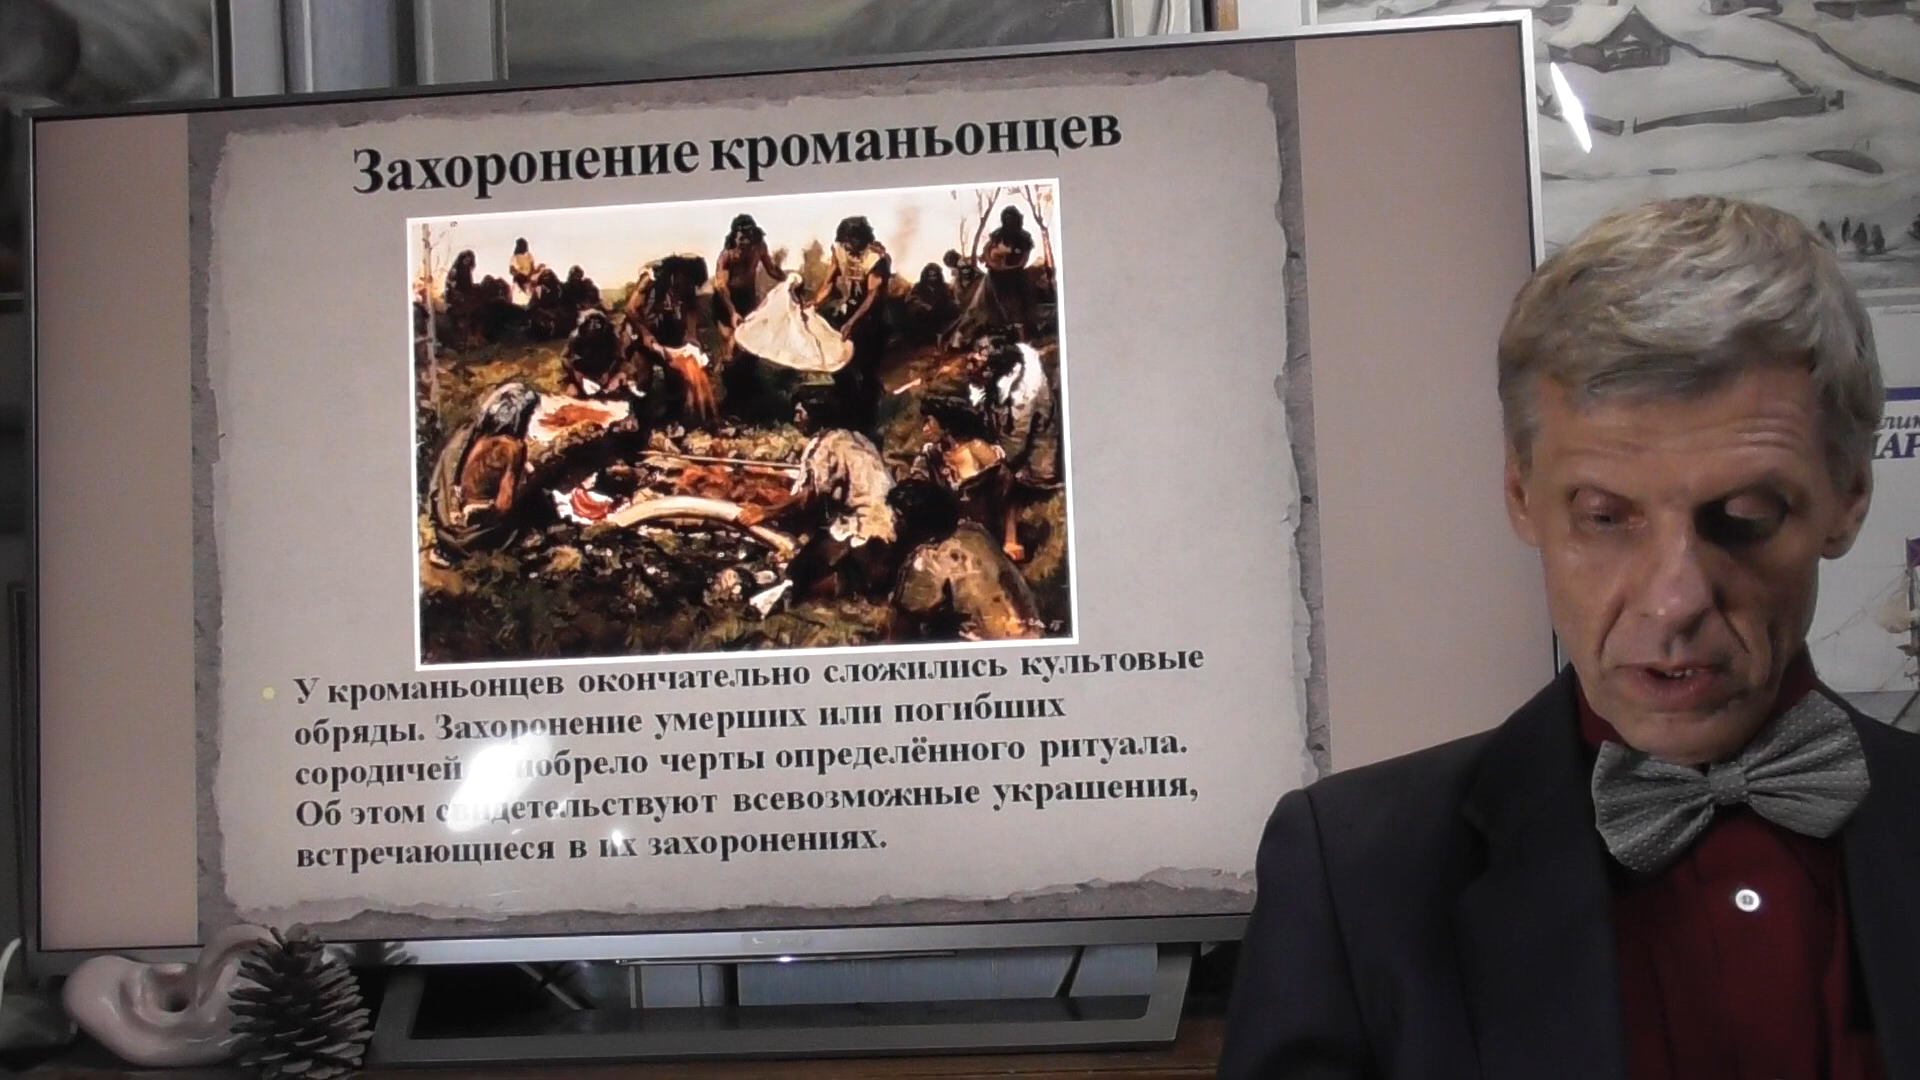 Захоронение кроманьонцев
У кроманьонцев окончательно сложились культовые
обряды. Захоронение умерших или погибших
сородичей черты определённого ритуала.
Об этом свидетельствуют всевозможные украшения,
встречающиеся в их захоронениях.